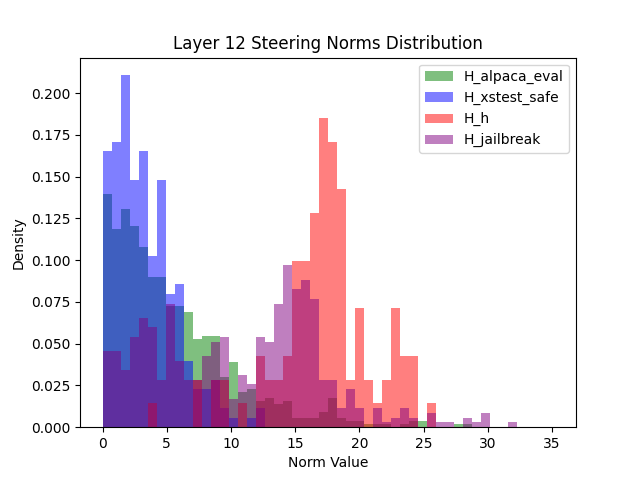 Layer 12 Steering Norms Distribution
H_alpaca_eval
H_xstest_safe
H_h
H_jailbreak
Density
0.200
0.175
0.150
0.125
0.100
0.075
0.050
0.025
0.000
0 5 10 15 20 25 30 35
Norm Value